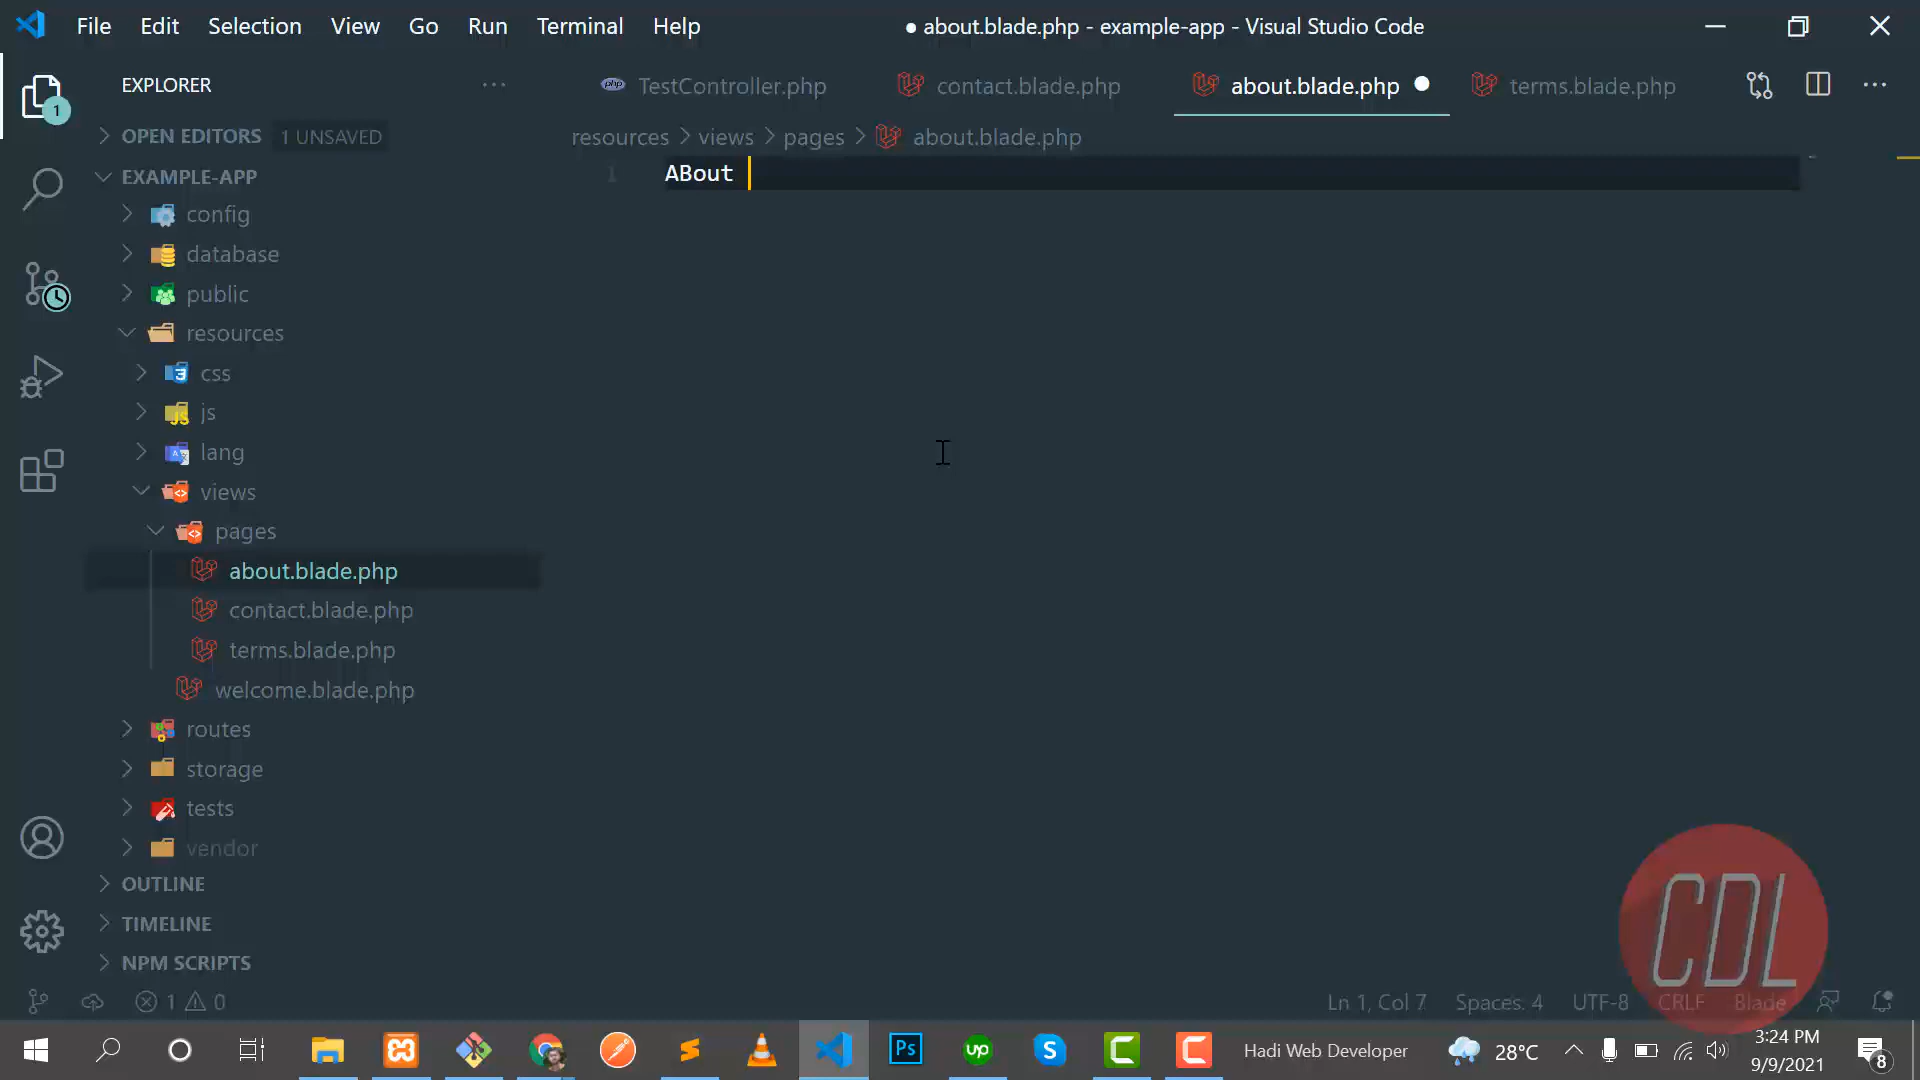 File Edit Selection View Go Run Terminal Help
● about.blade.php - example-app - Visual Studio Code
EXPLORER
TestController.php contact.blade.php about.blade.php terms.blade.php
1
OPEN EDITORS 1 UNSAVED
resources > views > pages > about.blade.php
EXAMPLE-APP
1 ABout
config
database
public
resources
css
js
lang
views
pages
about.blade.php
contact.blade.php
terms.blade.php
welcome.blade.php
routes
storage
tests
vendor
OUTLINE
TIMELINE
NPM SCRIPTS
CDL
1 0
Ln 1, Col 7 Spaces: 4 UTF-8 CRLF Blade
Ps
up
S
Hadi Web Developer
28°C
3:24 PM
9/9/2021
8